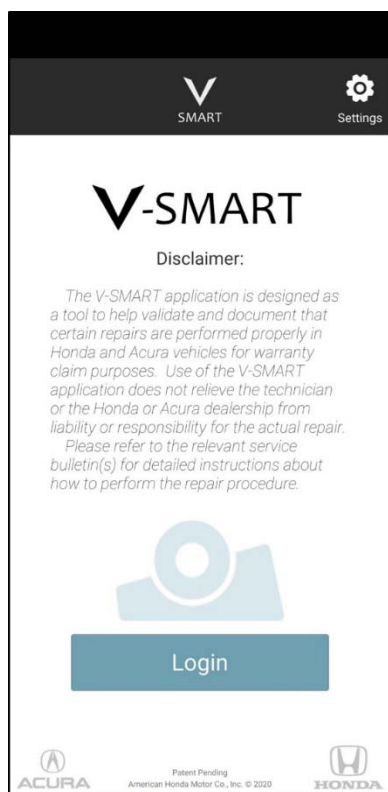 V
SMART
Settings
V-SMART
Disclaimer:
The V-SMART application is designed as
a tool to help validate and document that
certain repairs are performed properly in
Honda and Acura vehicles for warranty
claim purposes. Use of the V-SMART
application does not relieve the technician
or the Honda or Acura dealership from
liability or responsibility for the actual repair.
Please refer to the relevant service
bulletin(s) for detailed instructions about
how to perform the repair procedure.
Login
ACURA
Patent Pending
American Honda Motor Co., Inc. © 2020
HONDA